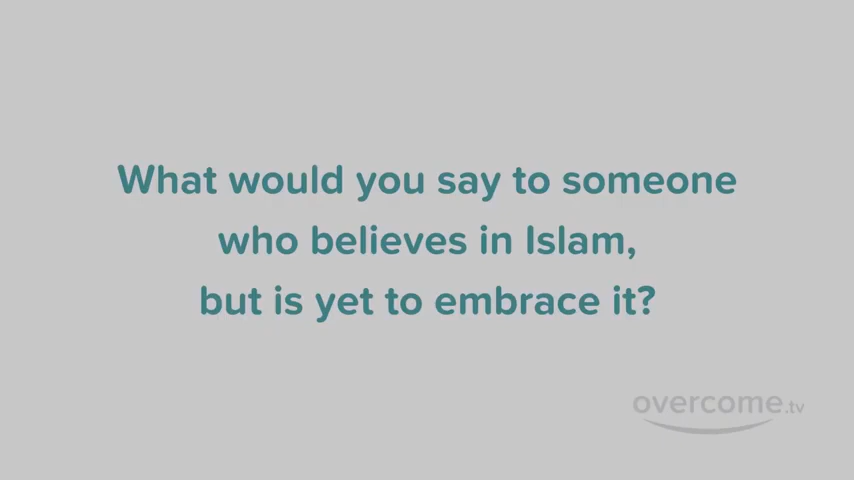 What would you say to someone
who believes in Islam,
but is yet to embrace it?
overcome.tv